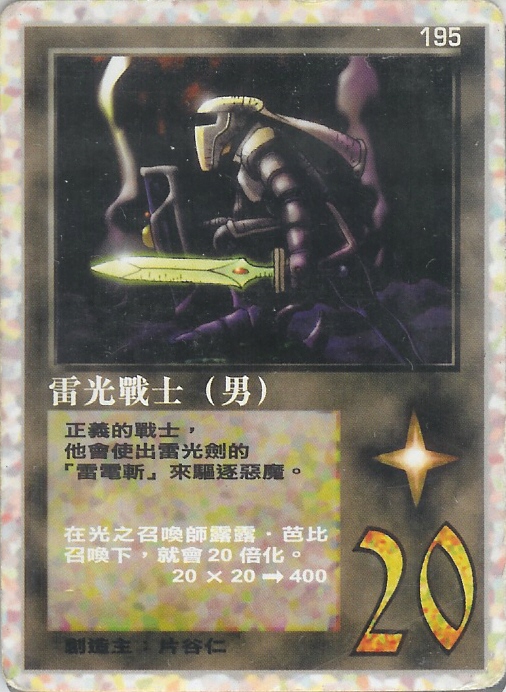 195
雷光戰士（男）
正義的戰士，
他會使出雷光劍的
『雷電斬』來驅逐惡魔。
在光之召喚師露露．芭比
召喚下，就會20倍化。
20 × 20 ➡ 400
創造主：片谷仁
20